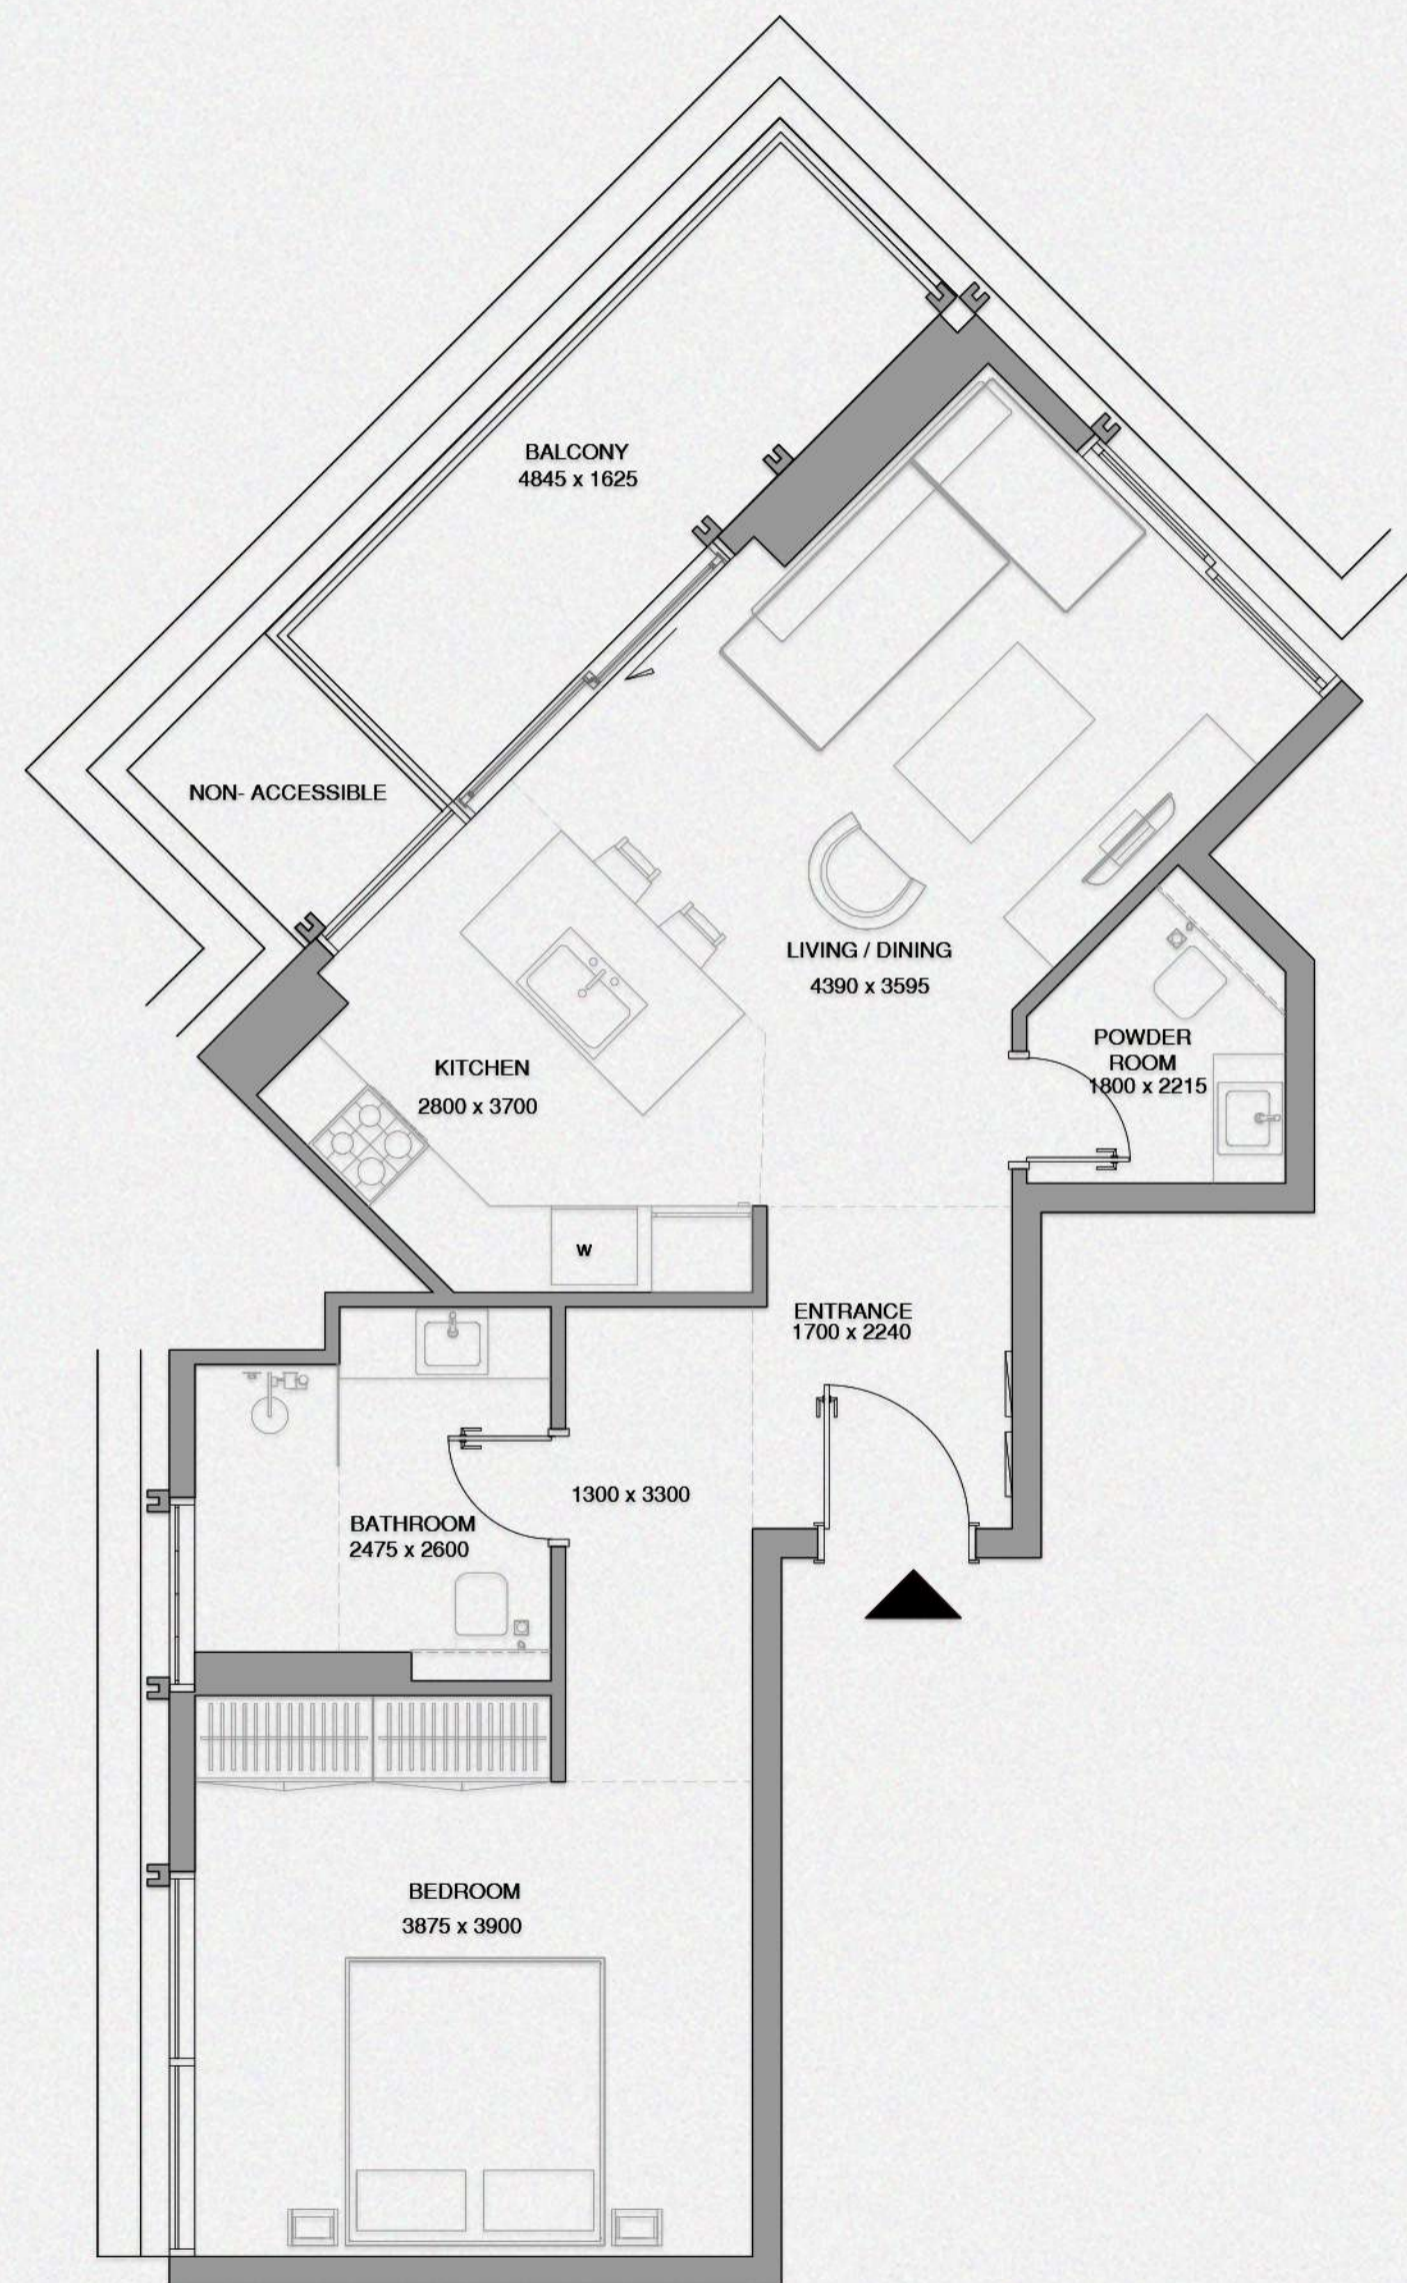 BALCONY
4845 x 1625
NON- ACCESSIBLE
LIVING / DINING
4390 x 3595
POWDER
ROOM
1800 x 2215
KITCHEN
2800 x 3700
W
ENTRANCE
1700 x 2240
1300 x 3300
BATHROOM
2475 x 2600
BEDROOM
3875 x 3900